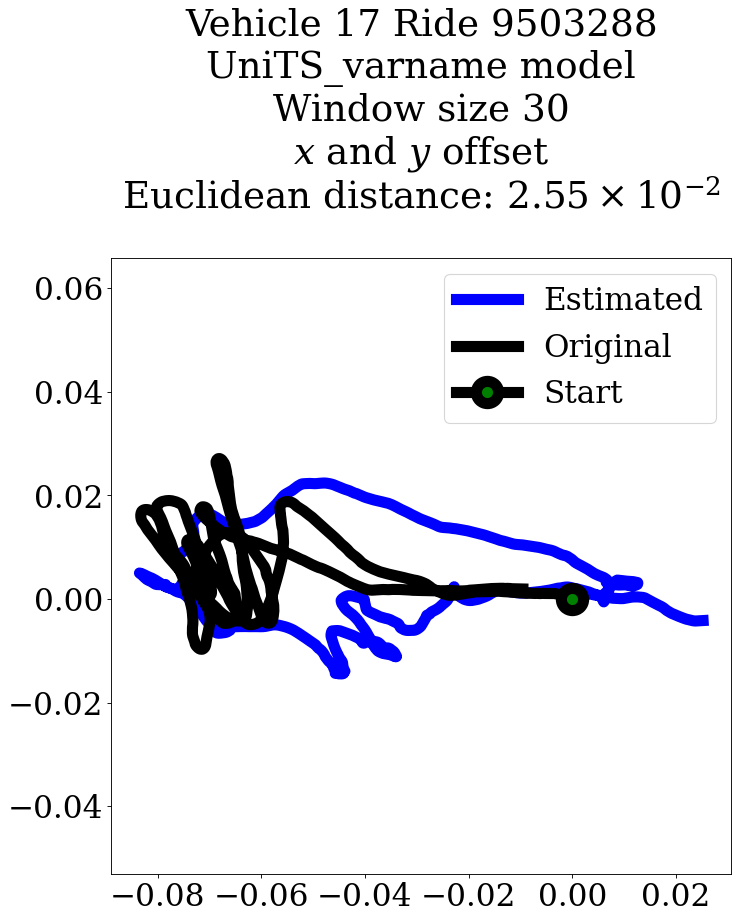 Vehicle 17 Ride 9503288
UniTS_varname model
Window size 30
x and y offset
Euclidean distance: 2.55 × 10⁻²
Estimated
Original
Start
0.06
0.04
0.02
0.00
−0.02
−0.04
−0.08 −0.06 −0.04 −0.02 0.00 0.02